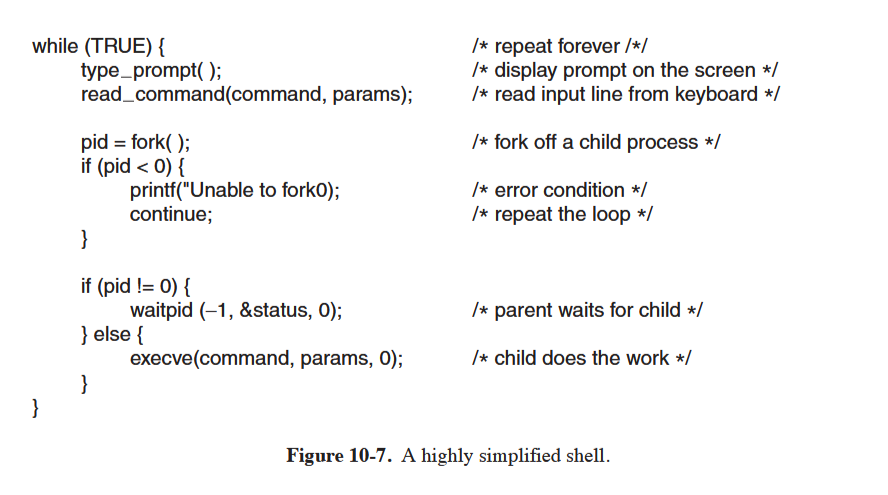 while (TRUE) { /* repeat forever /*/
type_prompt( ); /* display prompt on the screen */
read_command(command, params); /* read input line from keyboard */
pid = fork( ); /* fork off a child process */
if (pid < 0) {
printf("Unable to fork0); /* error condition */
continue; /* repeat the loop */
}
if (pid != 0) {
waitpid (−1, &status, 0); /* parent waits for child */
} else {
execve(command, params, 0); /* child does the work */
}
}
Figure 10-7. A highly simplified shell.